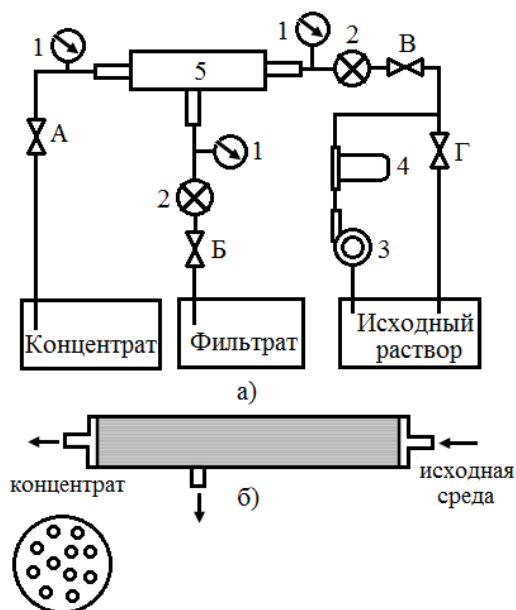 1
1
2
В
5
А
4
Г
1
2
Б
3
Концентрат
Фильтрат
Исходный
раствор
а)
концентрат
исходная
среда
б)